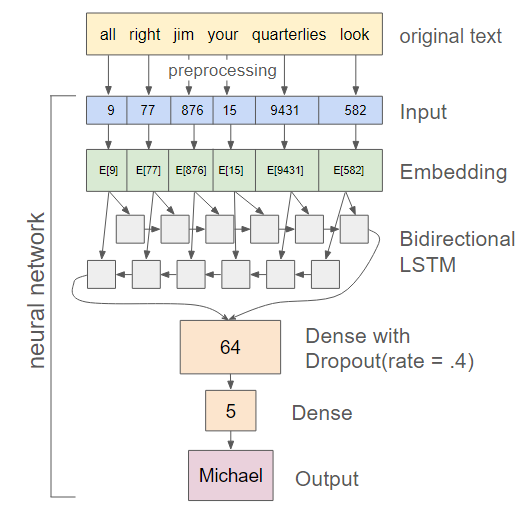 all right jim your quarterlies look
original text
preprocessing
9 77 876 15 9431 582
Input
E[9] E[77] E[876] E[15] E[9431] E[582]
Embedding
Bidirectional
LSTM
neural network
64
Dense with
Dropout(rate = .4)
5
Dense
Michael
Output